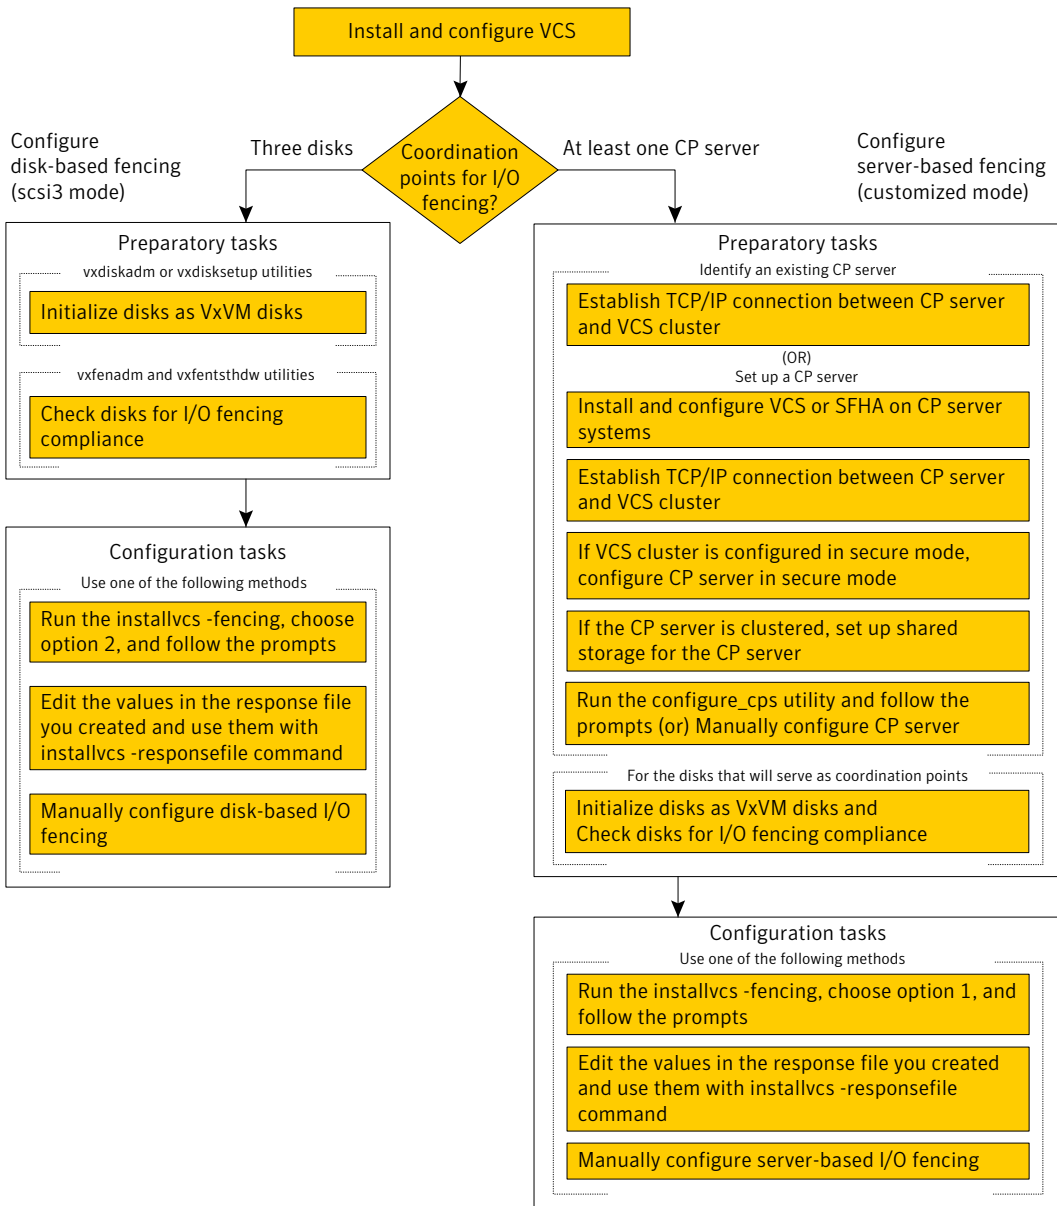 Install and configure VCS
Configure
disk-based fencing
(scsi3 mode)
Three disks
Coordination
points for I/O
fencing?
At least one CP server
Configure
server-based fencing
(customized mode)
Preparatory tasks
vxdiskadm or vxdisksetup utilities
Initialize disks as VxVM disks
vxfenadm and vxfentsthdw utilities
Check disks for I/O fencing
compliance
Configuration tasks
Use one of the following methods
Run the installvcs -fencing, choose
option 2, and follow the prompts
Edit the values in the response file
you created and use them with
installvcs -responsefile command
Manually configure disk-based I/O
fencing
Preparatory tasks
Identify an existing CP server
Establish TCP/IP connection between CP server
and VCS cluster
(OR)
Set up a CP server
Install and configure VCS or SFHA on CP server
systems
Establish TCP/IP connection between CP server
and VCS cluster
If VCS cluster is configured in secure mode,
configure CP server in secure mode
If the CP server is clustered, set up shared
storage for the CP server
Run the configure_cps utility and follow the
prompts (or) Manually configure CP server
For the disks that will serve as coordination points
Initialize disks as VxVM disks and
Check disks for I/O fencing compliance
Configuration tasks
Use one of the following methods
Run the installvcs -fencing, choose option 1, and
follow the prompts
Edit the values in the response file you created
and use them with installvcs -responsefile
command
Manually configure server-based I/O fencing